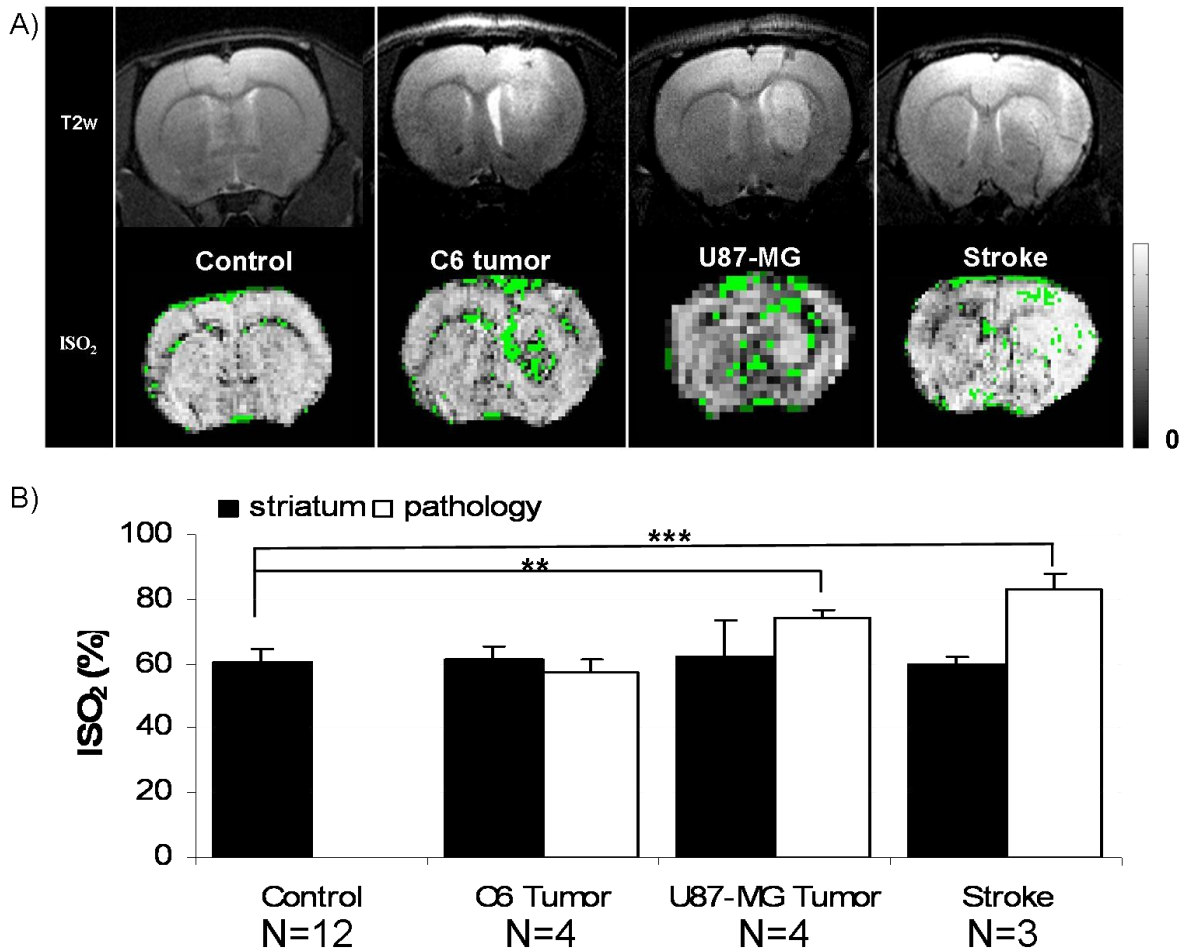 A)
T2w
Control
C6 tumor
U87-MG
Stroke
ISO₂
0
B)
striatum
pathology
100
80
60
40
20
0
ISO₂ (%)
***
**
Control
C6 Tumor
U87-MG Tumor
Stroke
N=12
N=4
N=4
N=3